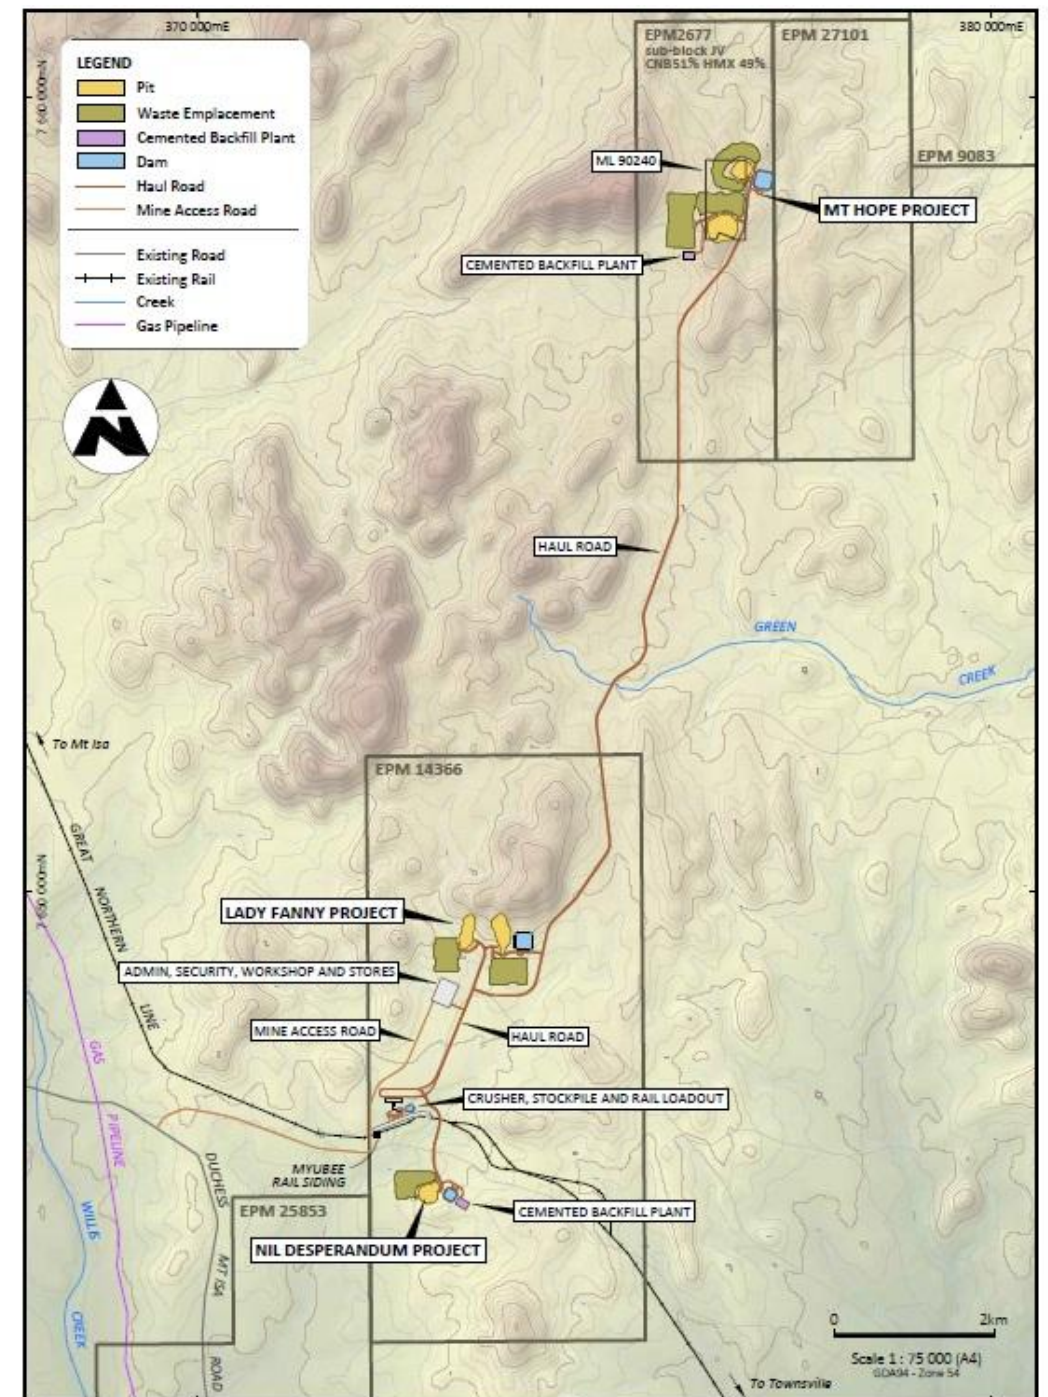 370 000mE
380 000mE
7 660 000mN
LEGEND
Pit
Waste Emplacement
Cemented Backfill Plant
Dam
Haul Road
Mine Access Road
Existing Road
Existing Rail
Creek
Gas Pipeline
EPM2677
sub-block JV
CNB51% HMX 49%
EPM 27101
EPM 9083
ML 90240
MT HOPE PROJECT
CEMENTED BACKFILL PLANT
N
HAUL ROAD
GREEN
CREEK
To Mt Isa
EPM 14366
GREAT
NORTHERN
LINE
LADY FANNY PROJECT
ADMIN, SECURITY, WORKSHOP AND STORES
MINE ACCESS ROAD
HAUL ROAD
GAS
PIPELINE
CRUSHER, STOCKPILE AND RAIL LOADOUT
MYUBEE
RAIL SIDING
DUCHESS
MT ISA
ROAD
WILLS
CREEK
EPM 25853
CEMENTED BACKFILL PLANT
NIL DESPERANDUM PROJECT
0
2km
Scale 1 : 75 000 (A4)
GDA94 - Zone 54
To Townsville